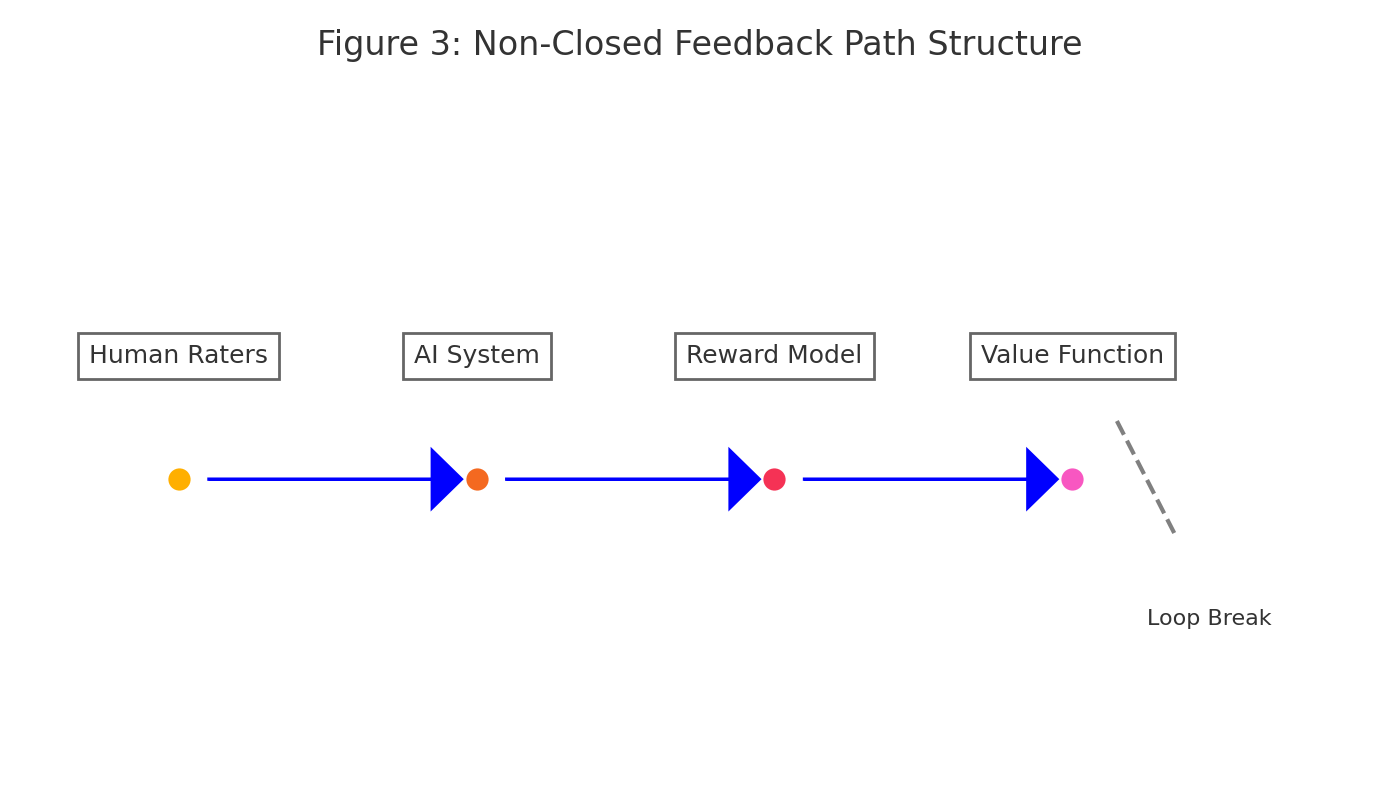 Figure 3: Non-Closed Feedback Path Structure
Human Raters
AI System
Reward Model
Value Function
Loop Break